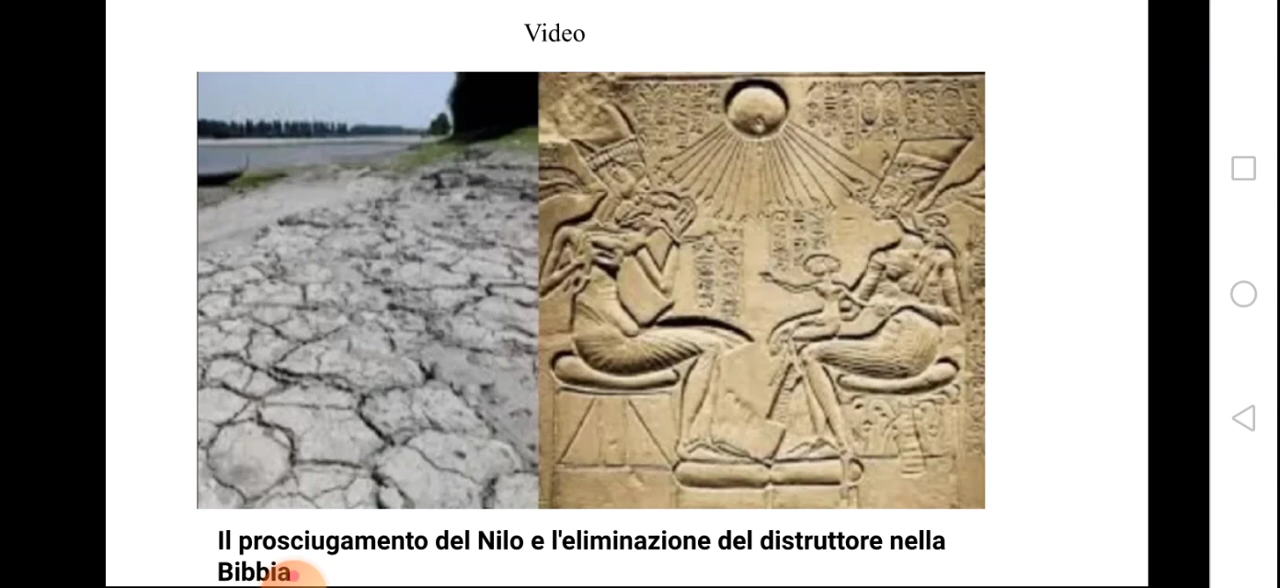 Video
Il prosciugamento del Nilo e l'eliminazione del distruttore nella
Bibbia